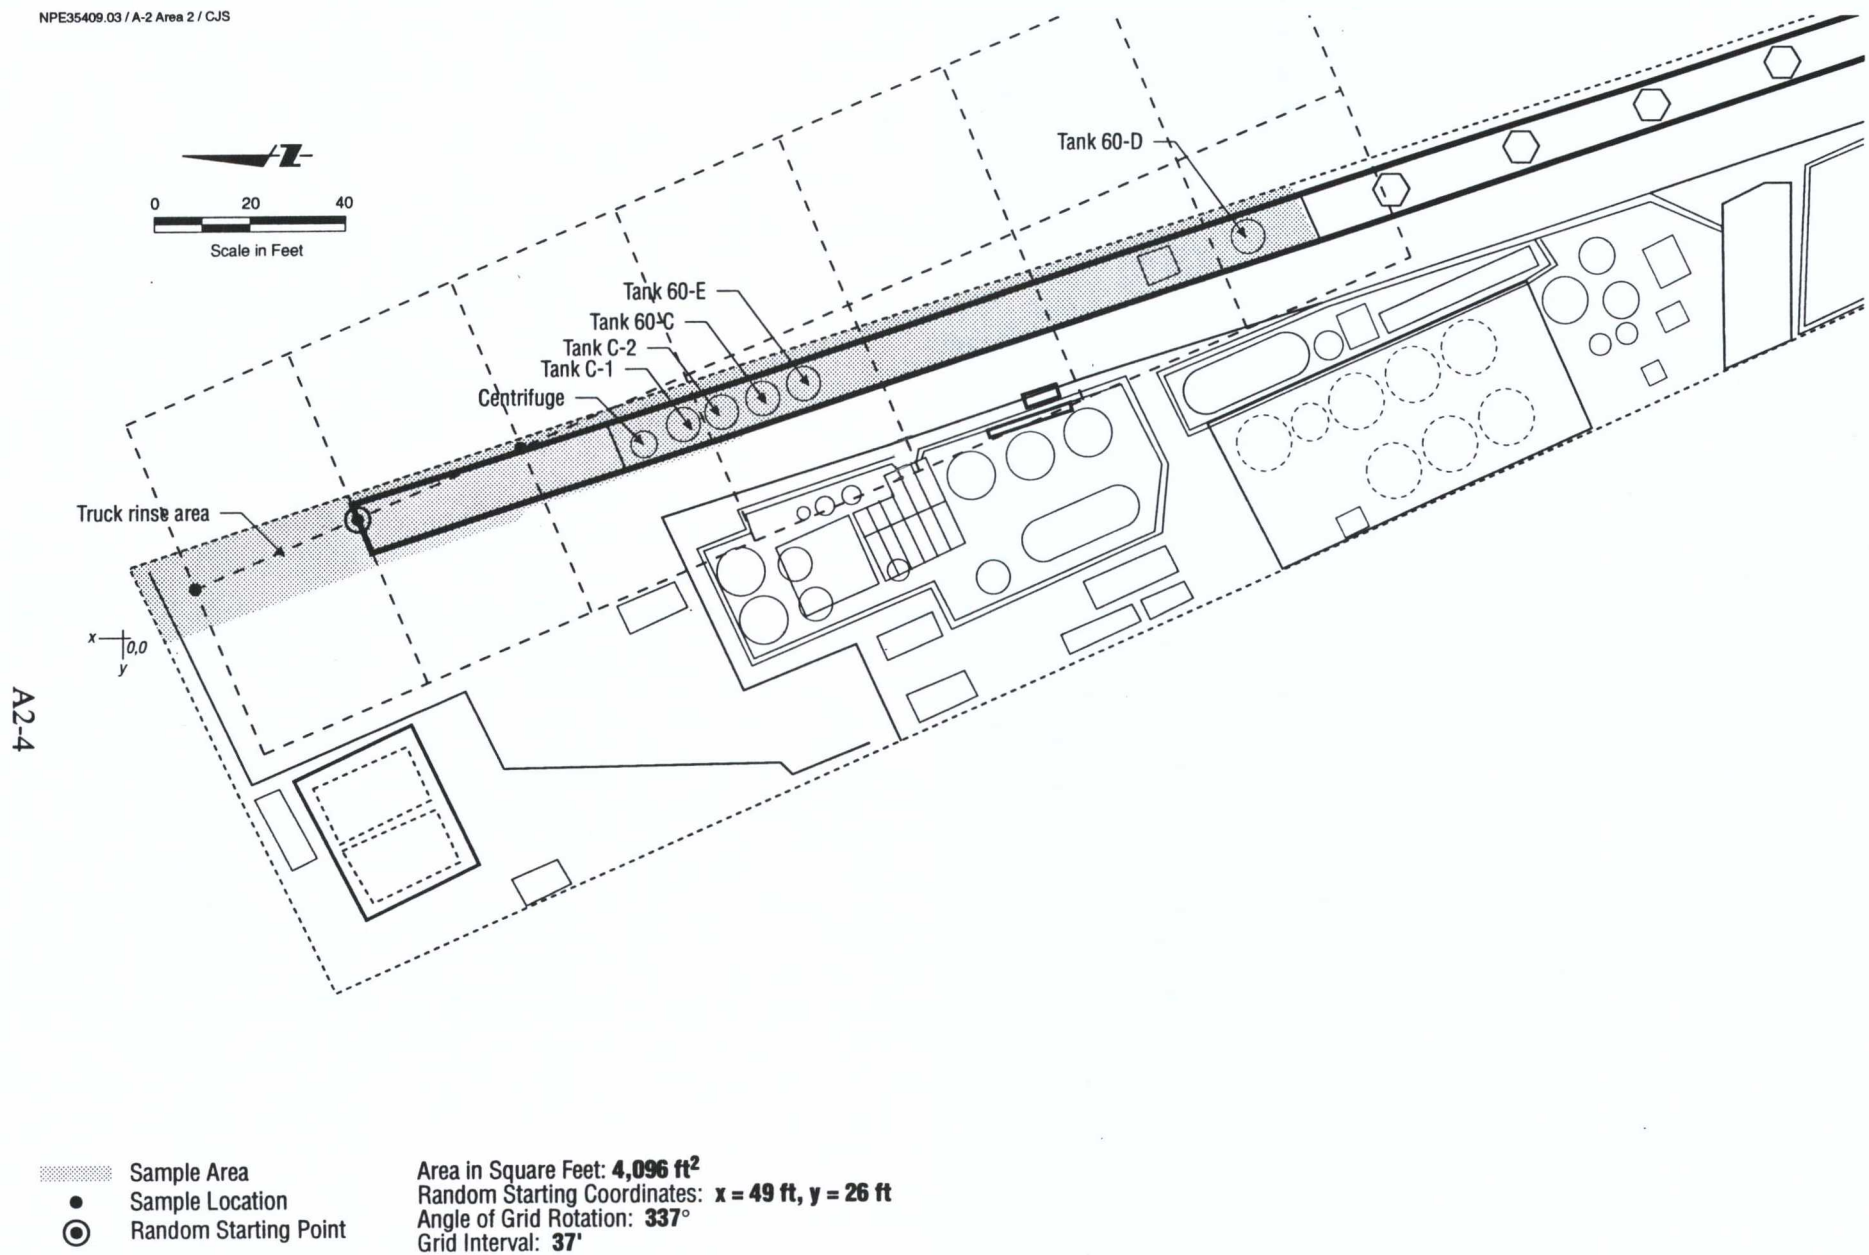 NPE35409.03 / A-2 Area 2 / CJS
Z
0 20 40
Scale in Feet
Tank 60-D
Tank 60-E
Tank 60-C
Tank C-2
Tank C-1
Centrifuge
Truck rinse area
x 0,0
y
A2-4
Sample Area
Sample Location
Random Starting Point
Area in Square Feet: 4,096 ft²
Random Starting Coordinates: x = 49 ft, y = 26 ft
Angle of Grid Rotation: 337°
Grid Interval: 37'